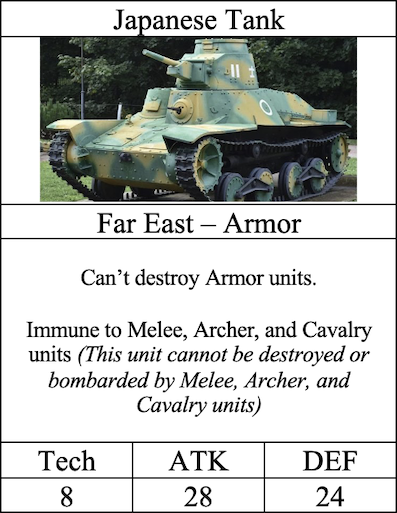 Japanese Tank
11
Far East – Armor
Can’t destroy Armor units.
Immune to Melee, Archer, and Cavalry
units (This unit cannot be destroyed or
bombarded by Melee, Archer, and
Cavalry units)
Tech ATK DEF
8 28 24